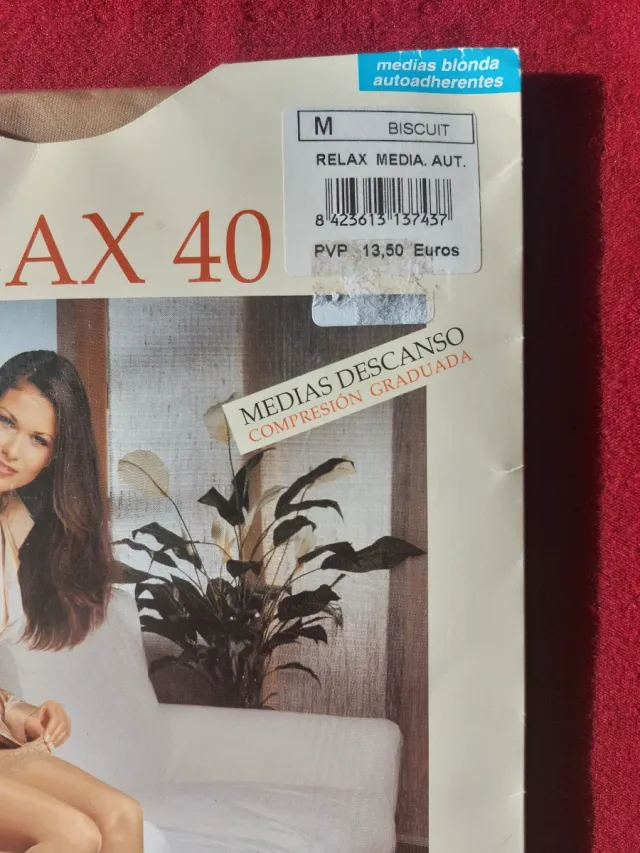 medias blonda
autoadherentes
M BISCUIT
RELAX MEDIA. AUT.
8 423613 137437
PVP 13,50 Euros
AX 40
MEDIAS DESCANSO
COMPRESIÓN GRADUADA